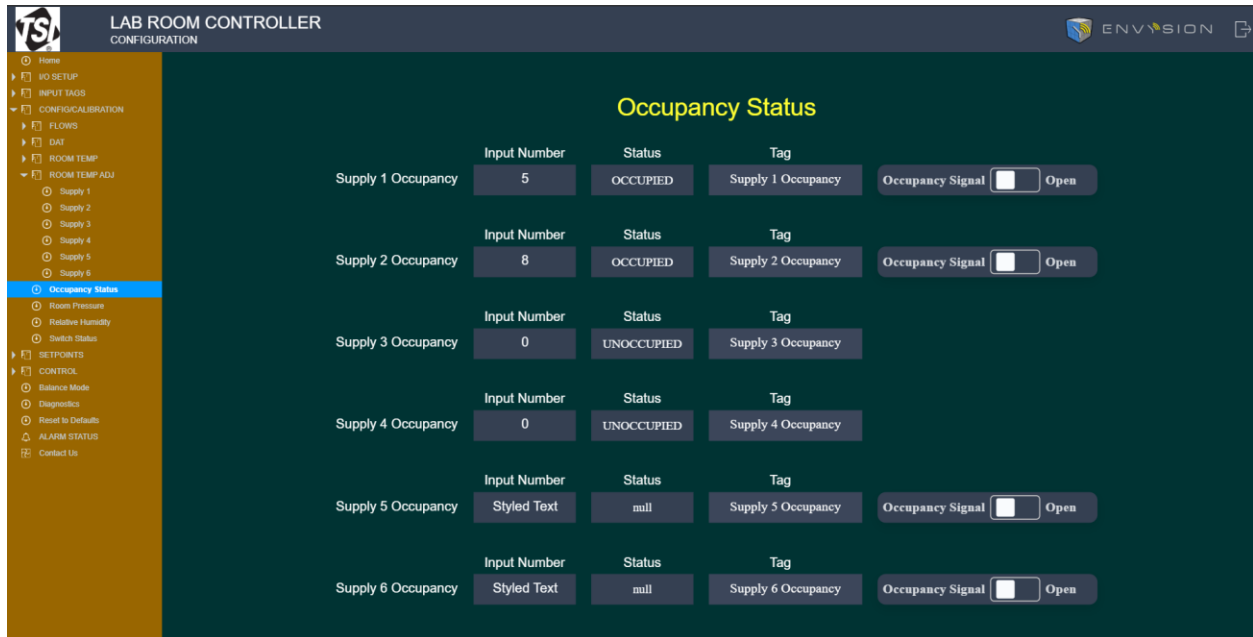 TSI
LAB ROOM CONTROLLER
CONFIGURATION
ENVYSION
Home
I/O SETUP
INPUT TAGS
CONFIG/CALIBRATION
FLOWS
DAT
ROOM TEMP
ROOM TEMP ADJ
Supply 1
Supply 2
Supply 3
Supply 4
Supply 5
Supply 6
Occupancy Status
Room Pressure
Relative Humidity
Switch Status
SETPOINTS
CONTROL
Balance Mode
Diagnostics
Reset to Defaults
ALARM STATUS
Contact Us
Occupancy Status
Input Number Status Tag
Supply 1 Occupancy 5 OCCUPIED Supply 1 Occupancy Occupancy Signal Open
Input Number Status Tag
Supply 2 Occupancy 8 OCCUPIED Supply 2 Occupancy Occupancy Signal Open
Input Number Status Tag
Supply 3 Occupancy 0 UNOCCUPIED Supply 3 Occupancy
Input Number Status Tag
Supply 4 Occupancy 0 UNOCCUPIED Supply 4 Occupancy
Input Number Status Tag
Supply 5 Occupancy Styled Text null Supply 5 Occupancy Occupancy Signal Open
Input Number Status Tag
Supply 6 Occupancy Styled Text null Supply 6 Occupancy Occupancy Signal Open